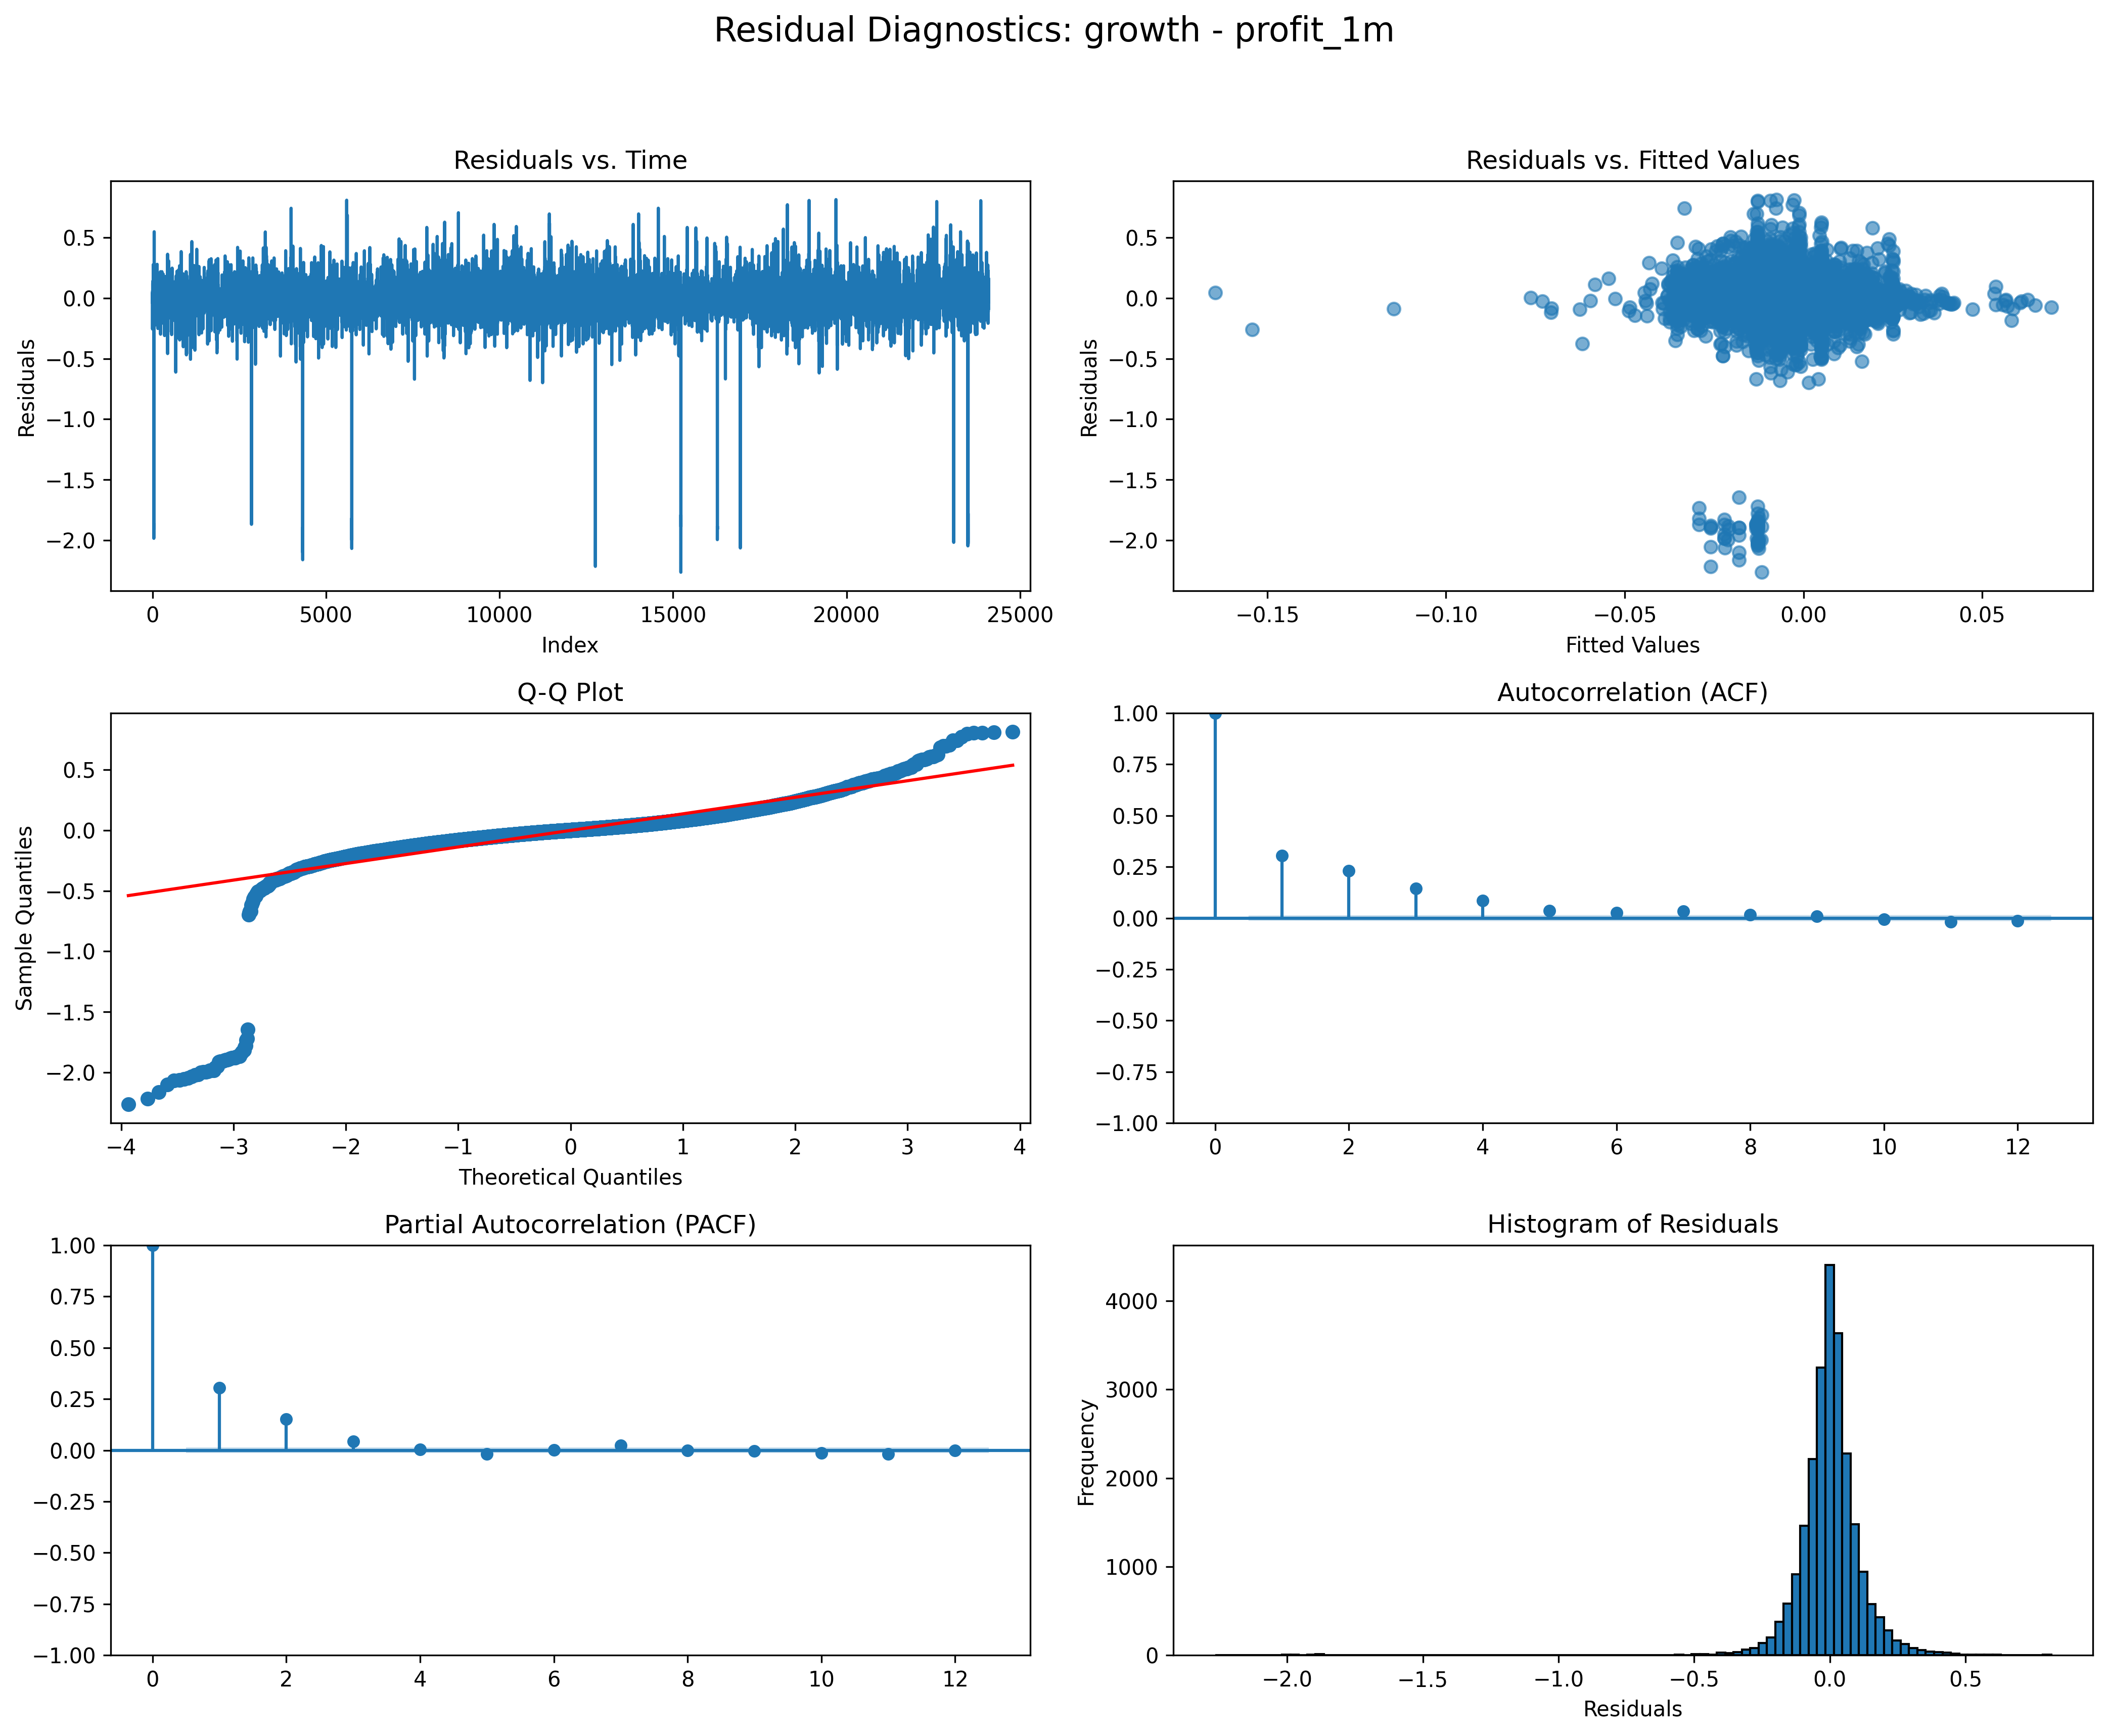 Residual Diagnostics: growth - profit_1m
Residuals vs. Time
Residuals
0.5
0.0
−0.5
−1.0
−1.5
−2.0
0 5000 10000 15000 20000 25000
Index
Residuals vs. Fitted Values
Residuals
0.5
0.0
−0.5
−1.0
−1.5
−2.0
−0.15 −0.10 −0.05 0.00 0.05
Fitted Values
Q-Q Plot
Sample Quantiles
0.5
0.0
−0.5
−1.0
−1.5
−2.0
−4 −3 −2 −1 0 1 2 3 4
Theoretical Quantiles
Autocorrelation (ACF)
1.00
0.75
0.50
0.25
0.00
−0.25
−0.50
−0.75
−1.00
0 2 4 6 8 10 12
Partial Autocorrelation (PACF)
1.00
0.75
0.50
0.25
0.00
−0.25
−0.50
−0.75
−1.00
0 2 4 6 8 10 12
Histogram of Residuals
Frequency
4000
3000
2000
1000
0
−2.0 −1.5 −1.0 −0.5 0.0 0.5
Residuals